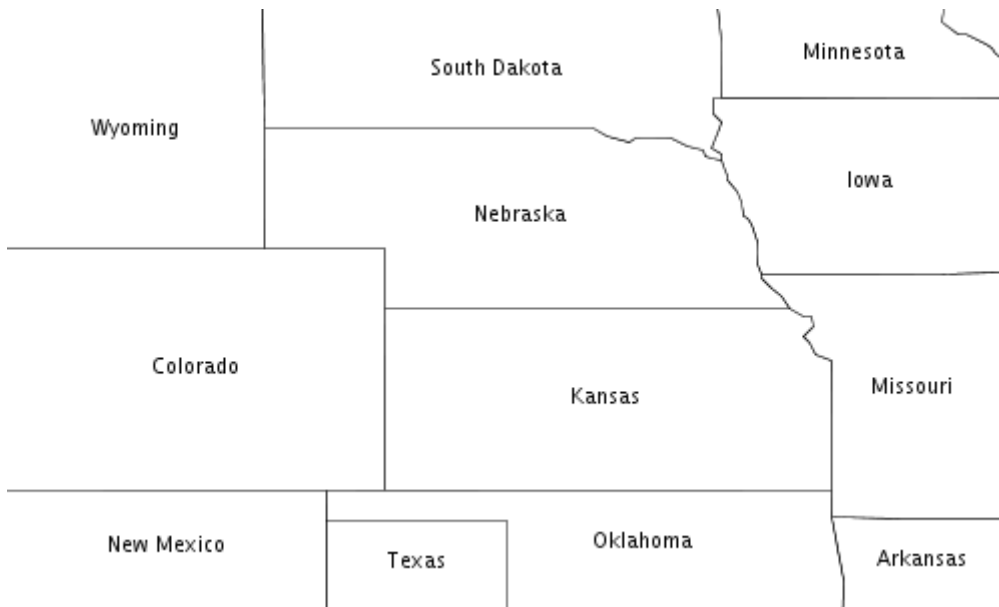 Minnesota
South Dakota
Wyoming
Iowa
Nebraska
Colorado
Missouri
Kansas
Oklahoma
New Mexico
Texas
Arkansas